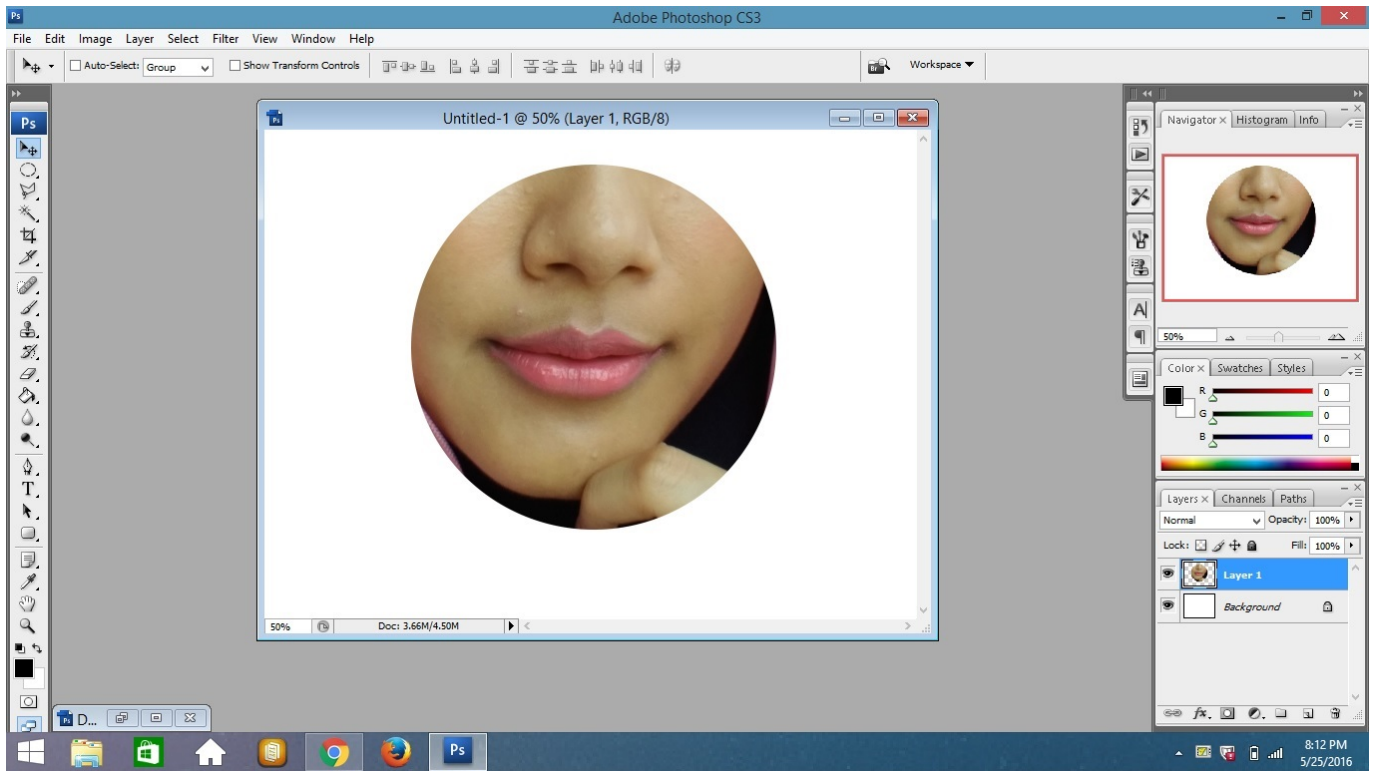 Ps
Adobe Photoshop CS3
File Edit Image Layer Select Filter View Window Help
Auto-Select: Group Show Transform Controls Workspace
Ps
Untitled-1 @ 50% (Layer 1, RGB/8)
Navigator × Histogram Info
50%
Color × Swatches Styles
R 0
G 0
B 0
Layers × Channels Paths
Normal Opacity: 100%
Lock: Fill: 100%
Layer 1
Background
50% Doc: 3.66M/4.50M
D...
Ps
8:12 PM
5/25/2016